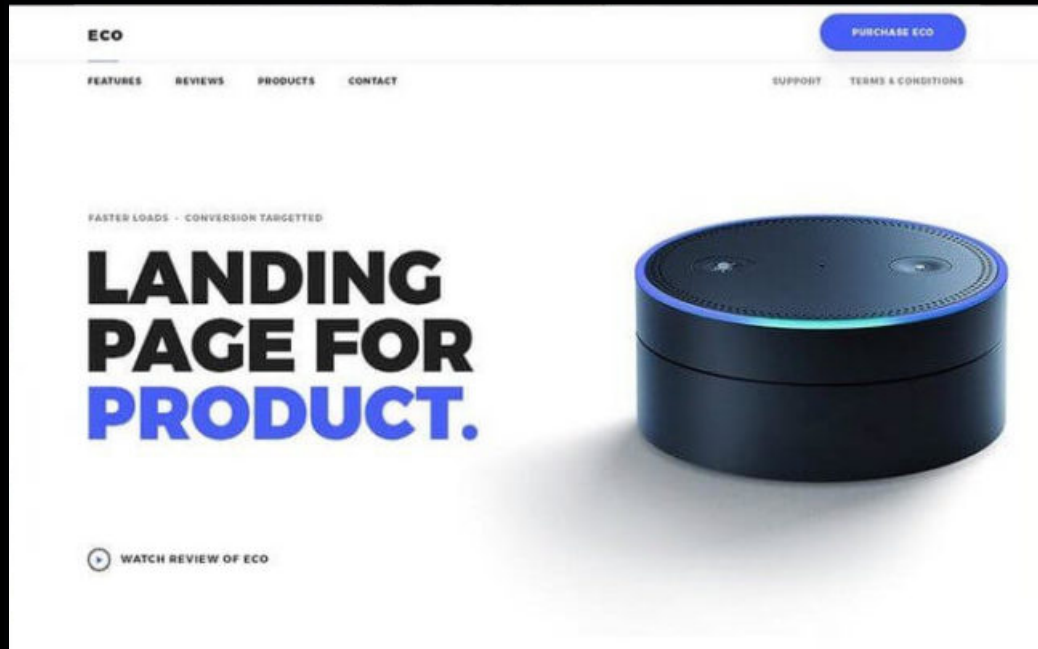 ECO
PURCHASE ECO
FEATURES REVIEWS PRODUCTS CONTACT
SUPPORT TERMS & CONDITIONS
FASTER LOADS - CONVERSION TARGETTED
LANDING
PAGE FOR
PRODUCT.
WATCH REVIEW OF ECO